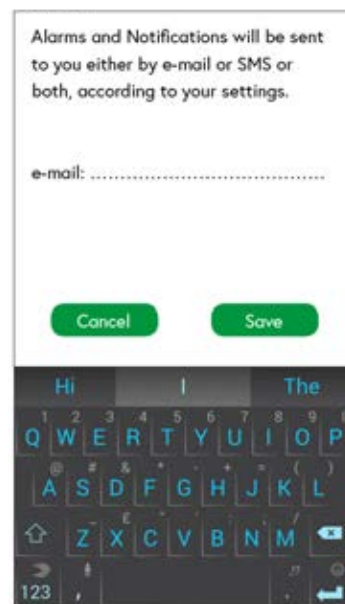 Alarms and Notifications will be sent
to you either by e-mail or SMS or
both, according to your settings.
e-mail: ........................................
Cancel Save
Hi I The
1 2 3 4 5 6 7 8 9
Q W E R T Y U I O P
@ # & * - + = ( )
A S D F G H J K L
Z X C V B N M
123 , .